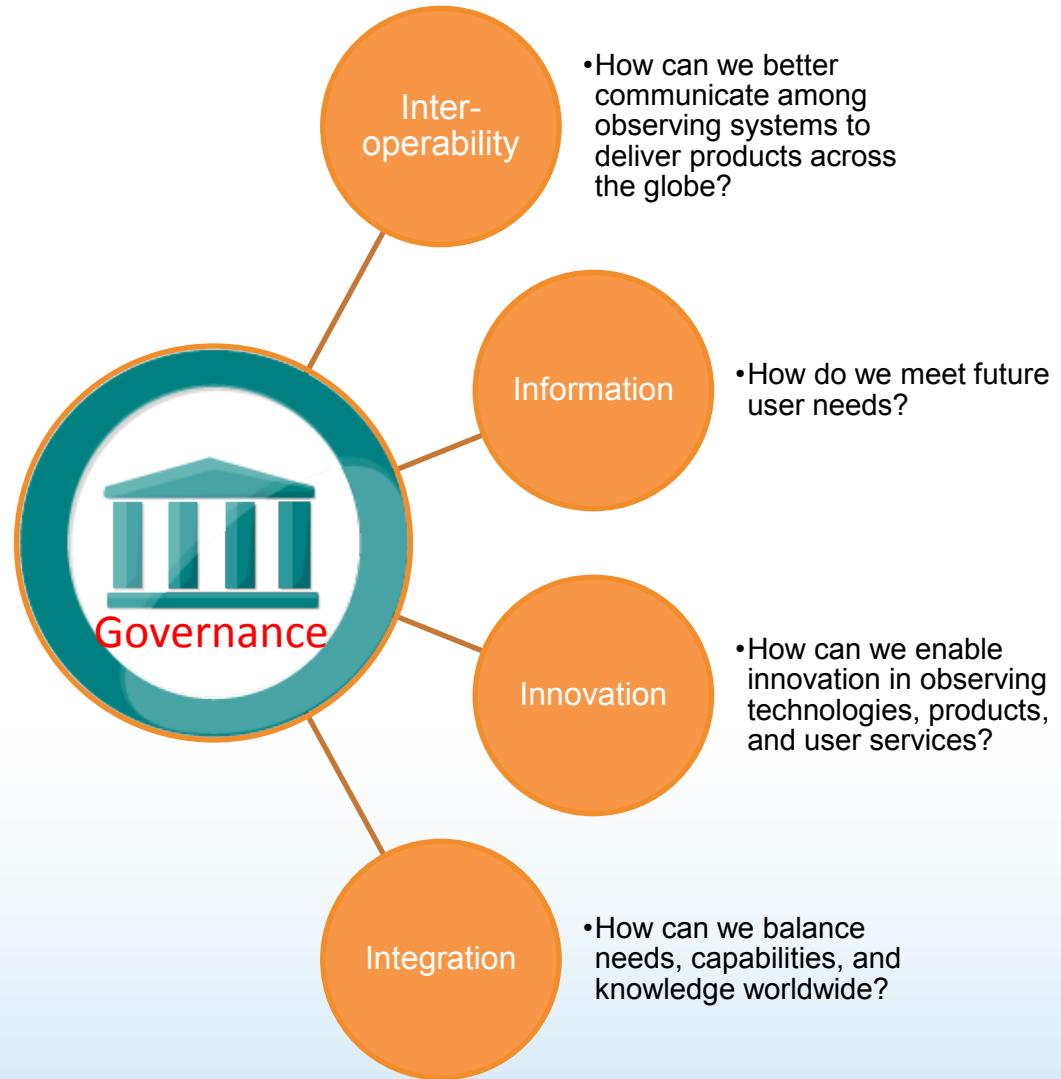 Inter-
operability
•How can we better
communicate among
observing systems to
deliver products across
the globe?
Information
•How do we meet future
user needs?
Governance
Innovation
•How can we enable
innovation in observing
technologies, products,
and user services?
Integration
•How can we balance
needs, capabilities, and
knowledge worldwide?